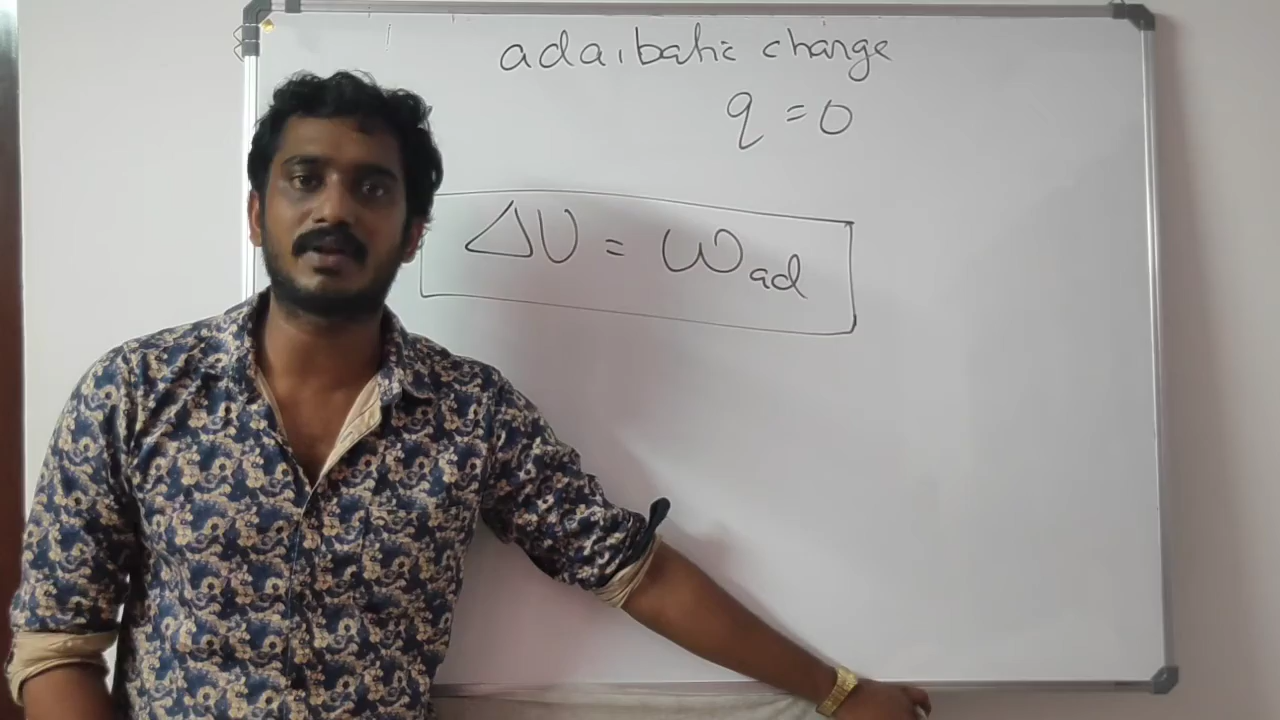 adaibatic change
q = 0
ΔU = wad